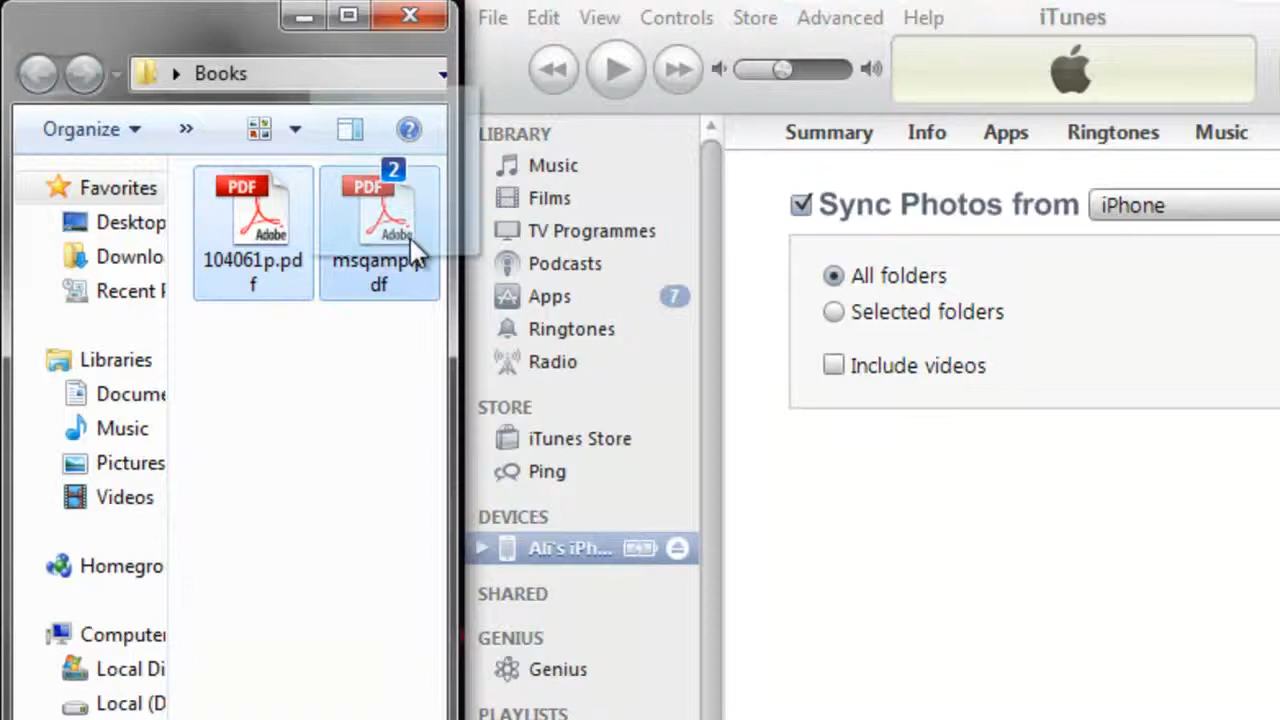 Books
Organize
»
Favorites
Desktop
Downlo
Recent P
Libraries
Docume
Music
Pictures
Videos
Homegro
Computer
Local Di
Local (D
PDF
Adobe
104061p.pd
f
2
PDF
Adobe
msqamp.p
df
File Edit View Controls Store Advanced Help
iTunes
LIBRARY
Music
Films
TV Programmes
Podcasts
Apps 7
Ringtones
Radio
STORE
iTunes Store
Ping
DEVICES
Ali's iPh...
SHARED
GENIUS
Genius
PLAYLISTS
Summary Info Apps Ringtones Music
Sync Photos from iPhone
All folders
Selected folders
Include videos